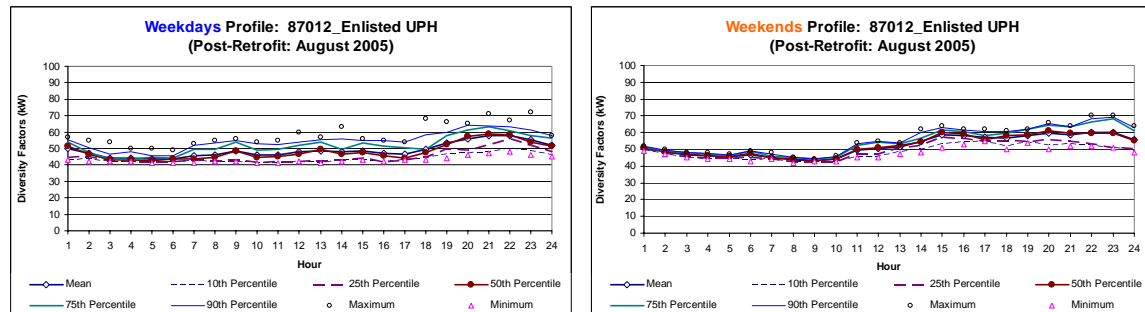 Weekdays Profile: 87012_Enlisted UPH
(Post-Retrofit: August 2005)
Diversity Factors (kW)
100
90
80
70
60
50
40
30
20
10
0
1 2 3 4 5 6 7 8 9 10 11 12 13 14 15 16 17 18 19 20 21 22 23 24
Hour
Mean 10th Percentile 25th Percentile 50th Percentile
75th Percentile 90th Percentile Maximum Minimum
Weekends Profile: 87012_Enlisted UPH
(Post-Retrofit: August 2005)
Diversity Factors (kW)
100
90
80
70
60
50
40
30
20
10
0
1 2 3 4 5 6 7 8 9 10 11 12 13 14 15 16 17 18 19 20 21 22 23 24
Hour
Mean 10th Percentile 25th Percentile 50th Percentile
75th Percentile 90th Percentile Maximum Minimum